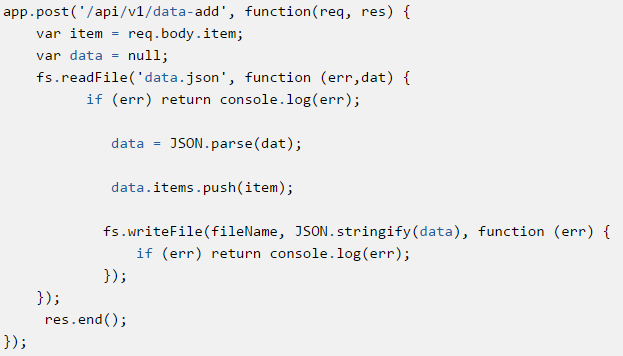 app.post('/api/v1/data-add', function(req, res) {
    var item = req.body.item;
    var data = null;
    fs.readFile('data.json', function (err,dat) {
          if (err) return console.log(err);

             data = JSON.parse(dat);

             data.items.push(item);

            fs.writeFile(fileName, JSON.stringify(data), function (err) {
                if (err) return console.log(err);
            });
    });
     res.end();
});